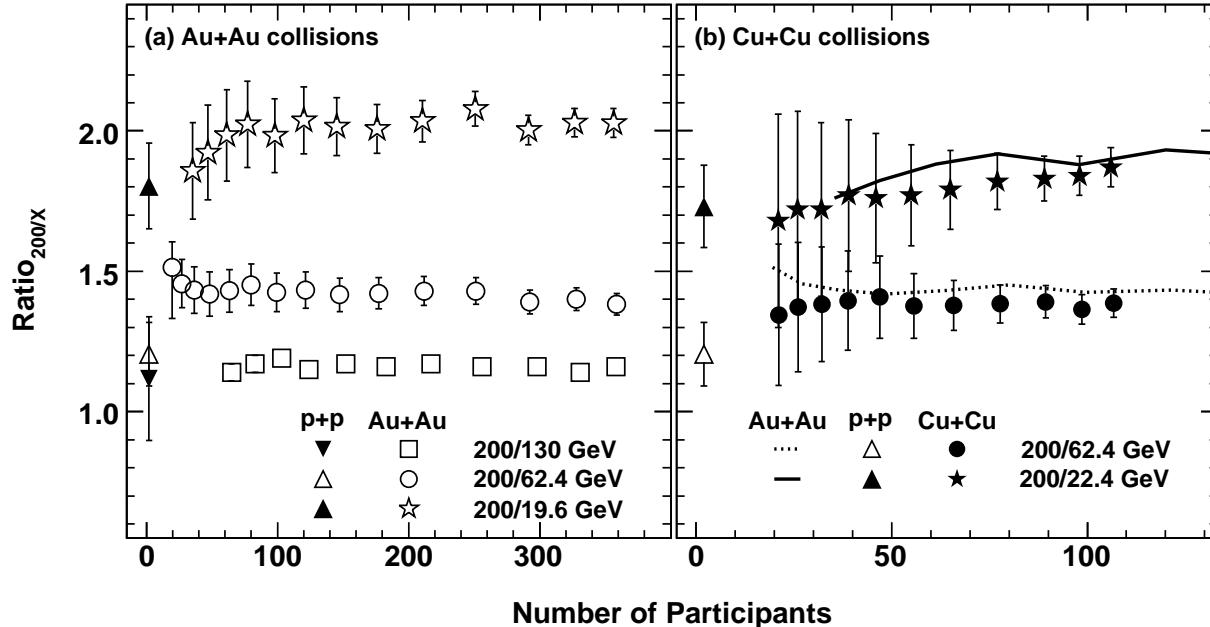 (a) Au+Au collisions
(b) Cu+Cu collisions
Ratio200/X
2.0
1.5
1.0
p+p Au+Au
200/130 GeV
200/62.4 GeV
200/19.6 GeV
Au+Au p+p Cu+Cu
200/62.4 GeV
200/22.4 GeV
0 100 200 300
0 50 100
Number of Participants